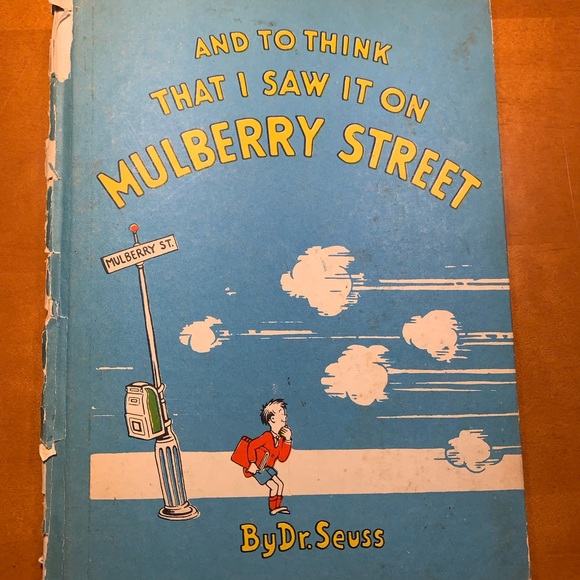 AND TO THINK
THAT I SAW IT ON
MULBERRY STREET
MULBERRY ST.
By Dr. Seuss